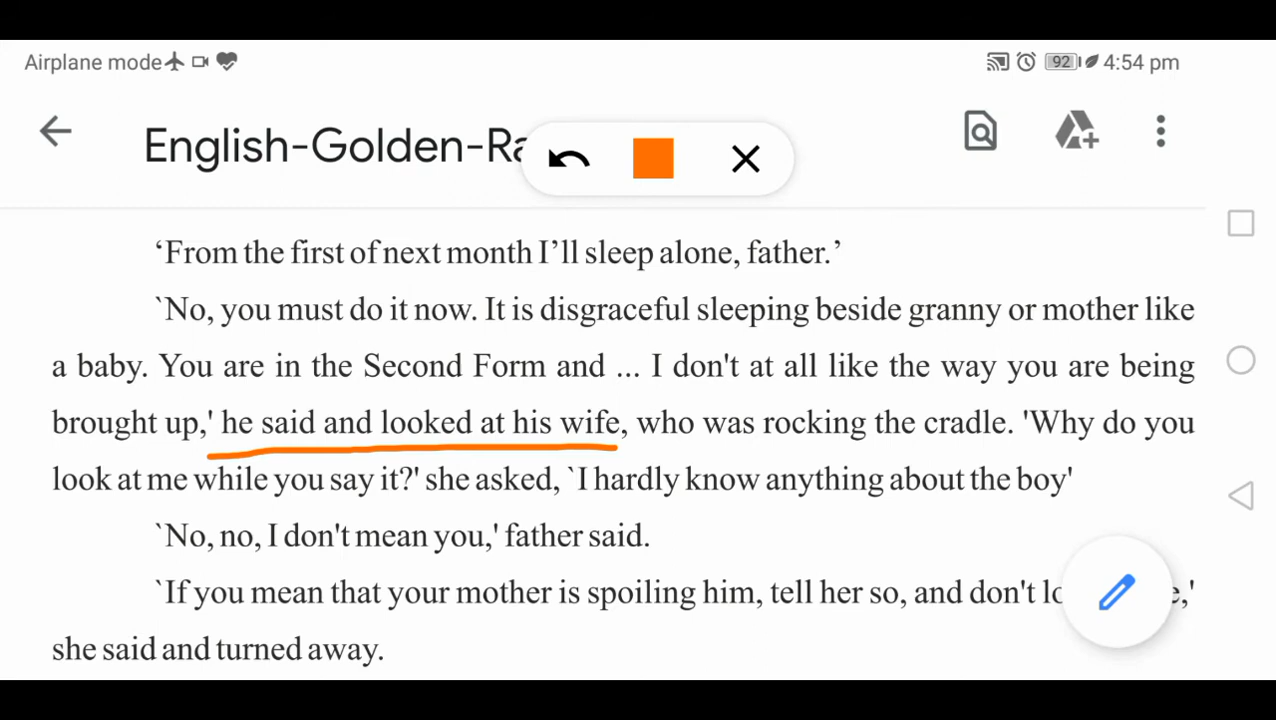 Airplane mode 92 4:54 pm
English-Golden-Ra
‘From the first of next month I’ll sleep alone, father.’
`No, you must do it now. It is disgraceful sleeping beside granny or mother like
a baby. You are in the Second Form and ... I don't at all like the way you are being
brought up,' he said and looked at his wife, who was rocking the cradle. 'Why do you
look at me while you say it?' she asked, `I hardly know anything about the boy'
`No, no, I don't mean you,' father said.
`If you mean that your mother is spoiling him, tell her so, and don't
she said and turned away.